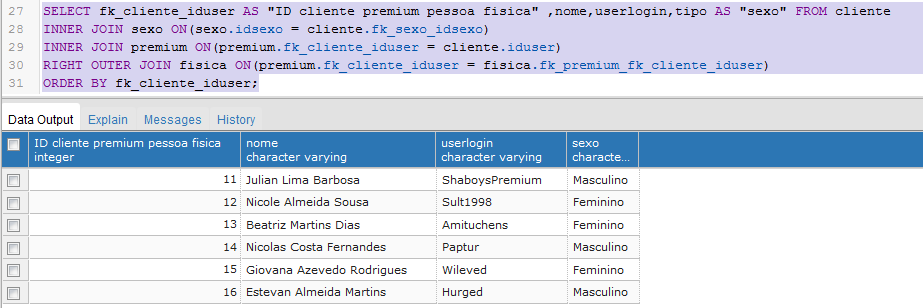 27 SELECT fk_cliente_iduser AS "ID cliente premium pessoa fisica" ,nome,userlogin,tipo AS "sexo" FROM cliente
28 INNER JOIN sexo ON(sexo.idsexo = cliente.fk_sexo_idsexo)
29 INNER JOIN premium ON(premium.fk_cliente_iduser = cliente.iduser)
30 RIGHT OUTER JOIN fisica ON(premium.fk_cliente_iduser = fisica.fk_premium_fk_cliente_iduser)
31 ORDER BY fk_cliente_iduser;
Data Output Explain Messages History
ID cliente premium pessoa fisica nome userlogin sexo
integer character varying character varying characte...
11 Julian Lima Barbosa ShaboysPremium Masculino
12 Nicole Almeida Sousa Sult1998 Feminino
13 Beatriz Martins Dias Amituchens Feminino
14 Nicolas Costa Fernandes Paptur Masculino
15 Giovana Azevedo Rodrigues Wileved Feminino
16 Estevan Almeida Martins Hurged Masculino